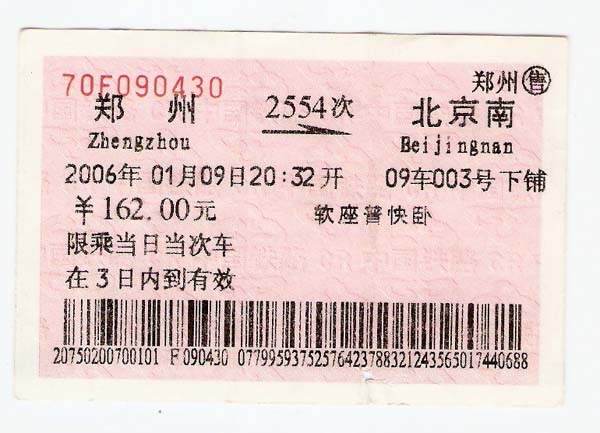 70F090430
郑州㊞售
郑州 2554次 北京南
Zhengzhou Beijingnan
2006年 01月09日20:32开 09车003号下铺
¥162.00元 软座普快卧
限乘当日当次车
在3日内到有效
20750200700101 F090430 0779959375257642378832124356501744​0688